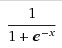 1
1 + e^{-x}